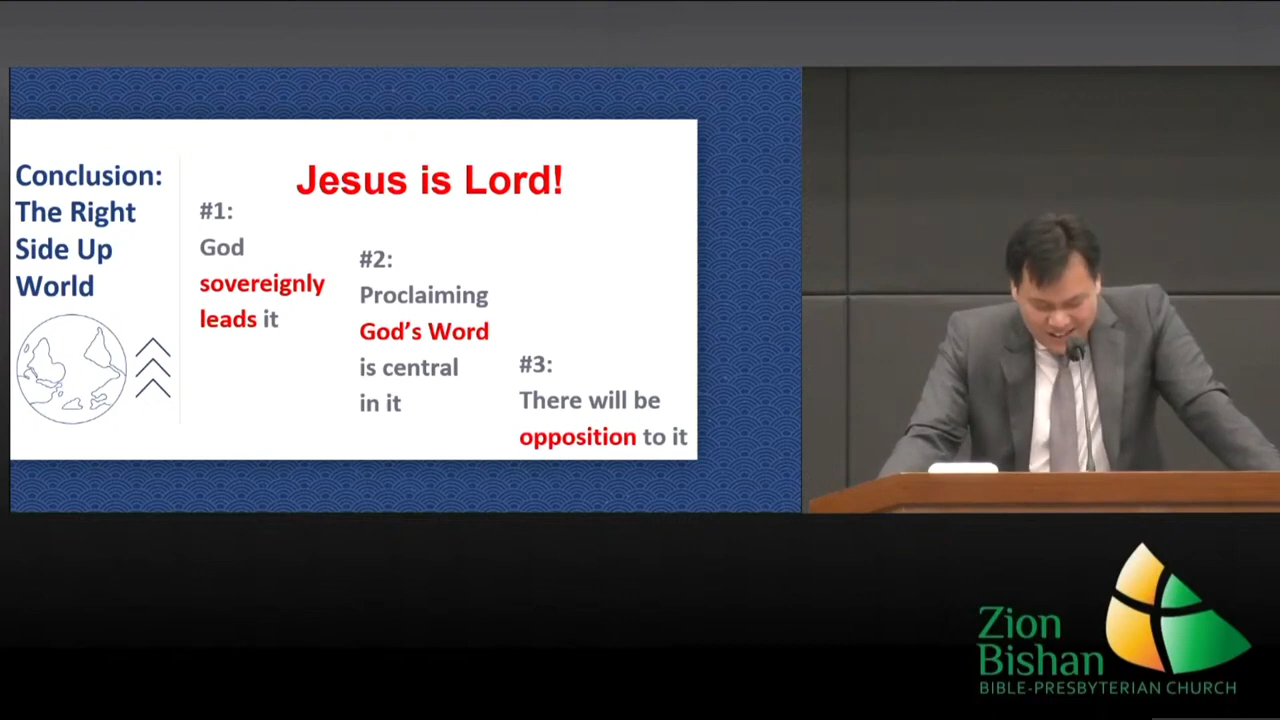 Conclusion:
The Right
Side Up
World
Jesus is Lord!
#1:
God
sovereignly
leads it
#2:
Proclaiming
God's Word
is central
in it
#3:
There will be
opposition to it
Zion
Bishan
BIBLE-PRESBYTERIAN CHURCH